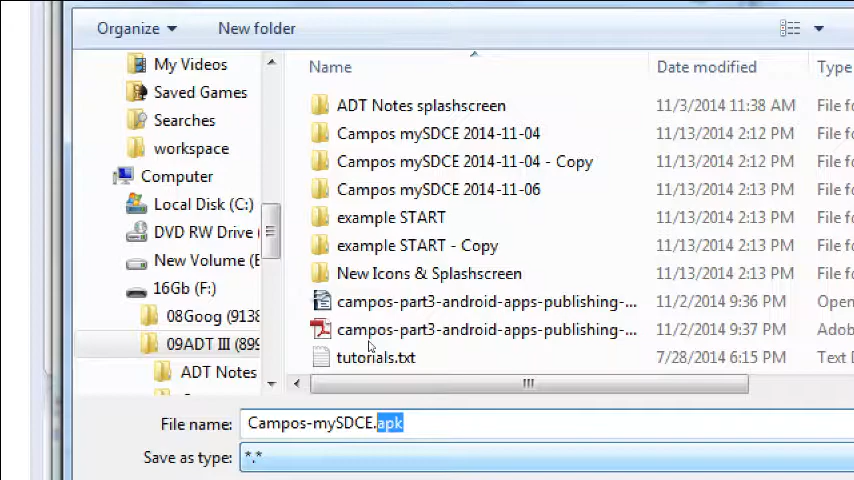 Organize New folder
Name Date modified Type
My Videos
Saved Games
Searches
workspace
Computer
Local Disk (C:)
DVD RW Drive (
New Volume (E
16Gb (F:)
08Goog (9138
09ADT III (899
ADT Notes
ADT Notes splashscreen 11/3/2014 11:38 AM File fo
Campos mySDCE 2014-11-04 11/13/2014 2:12 PM File fo
Campos mySDCE 2014-11-04 - Copy 11/13/2014 2:12 PM File fo
Campos mySDCE 2014-11-06 11/13/2014 2:13 PM File fo
example START 11/13/2014 2:13 PM File fo
example START - Copy 11/13/2014 2:13 PM File fo
New Icons & Splashscreen 11/13/2014 2:13 PM File fo
campos-part3-android-apps-publishing-... 11/2/2014 9:36 PM Open
campos-part3-android-apps-publishing-... 11/2/2014 9:37 PM Adob
tutorials.txt 7/28/2014 6:15 PM Text D
File name: Campos-mySDCE.apk
Save as type: *.*